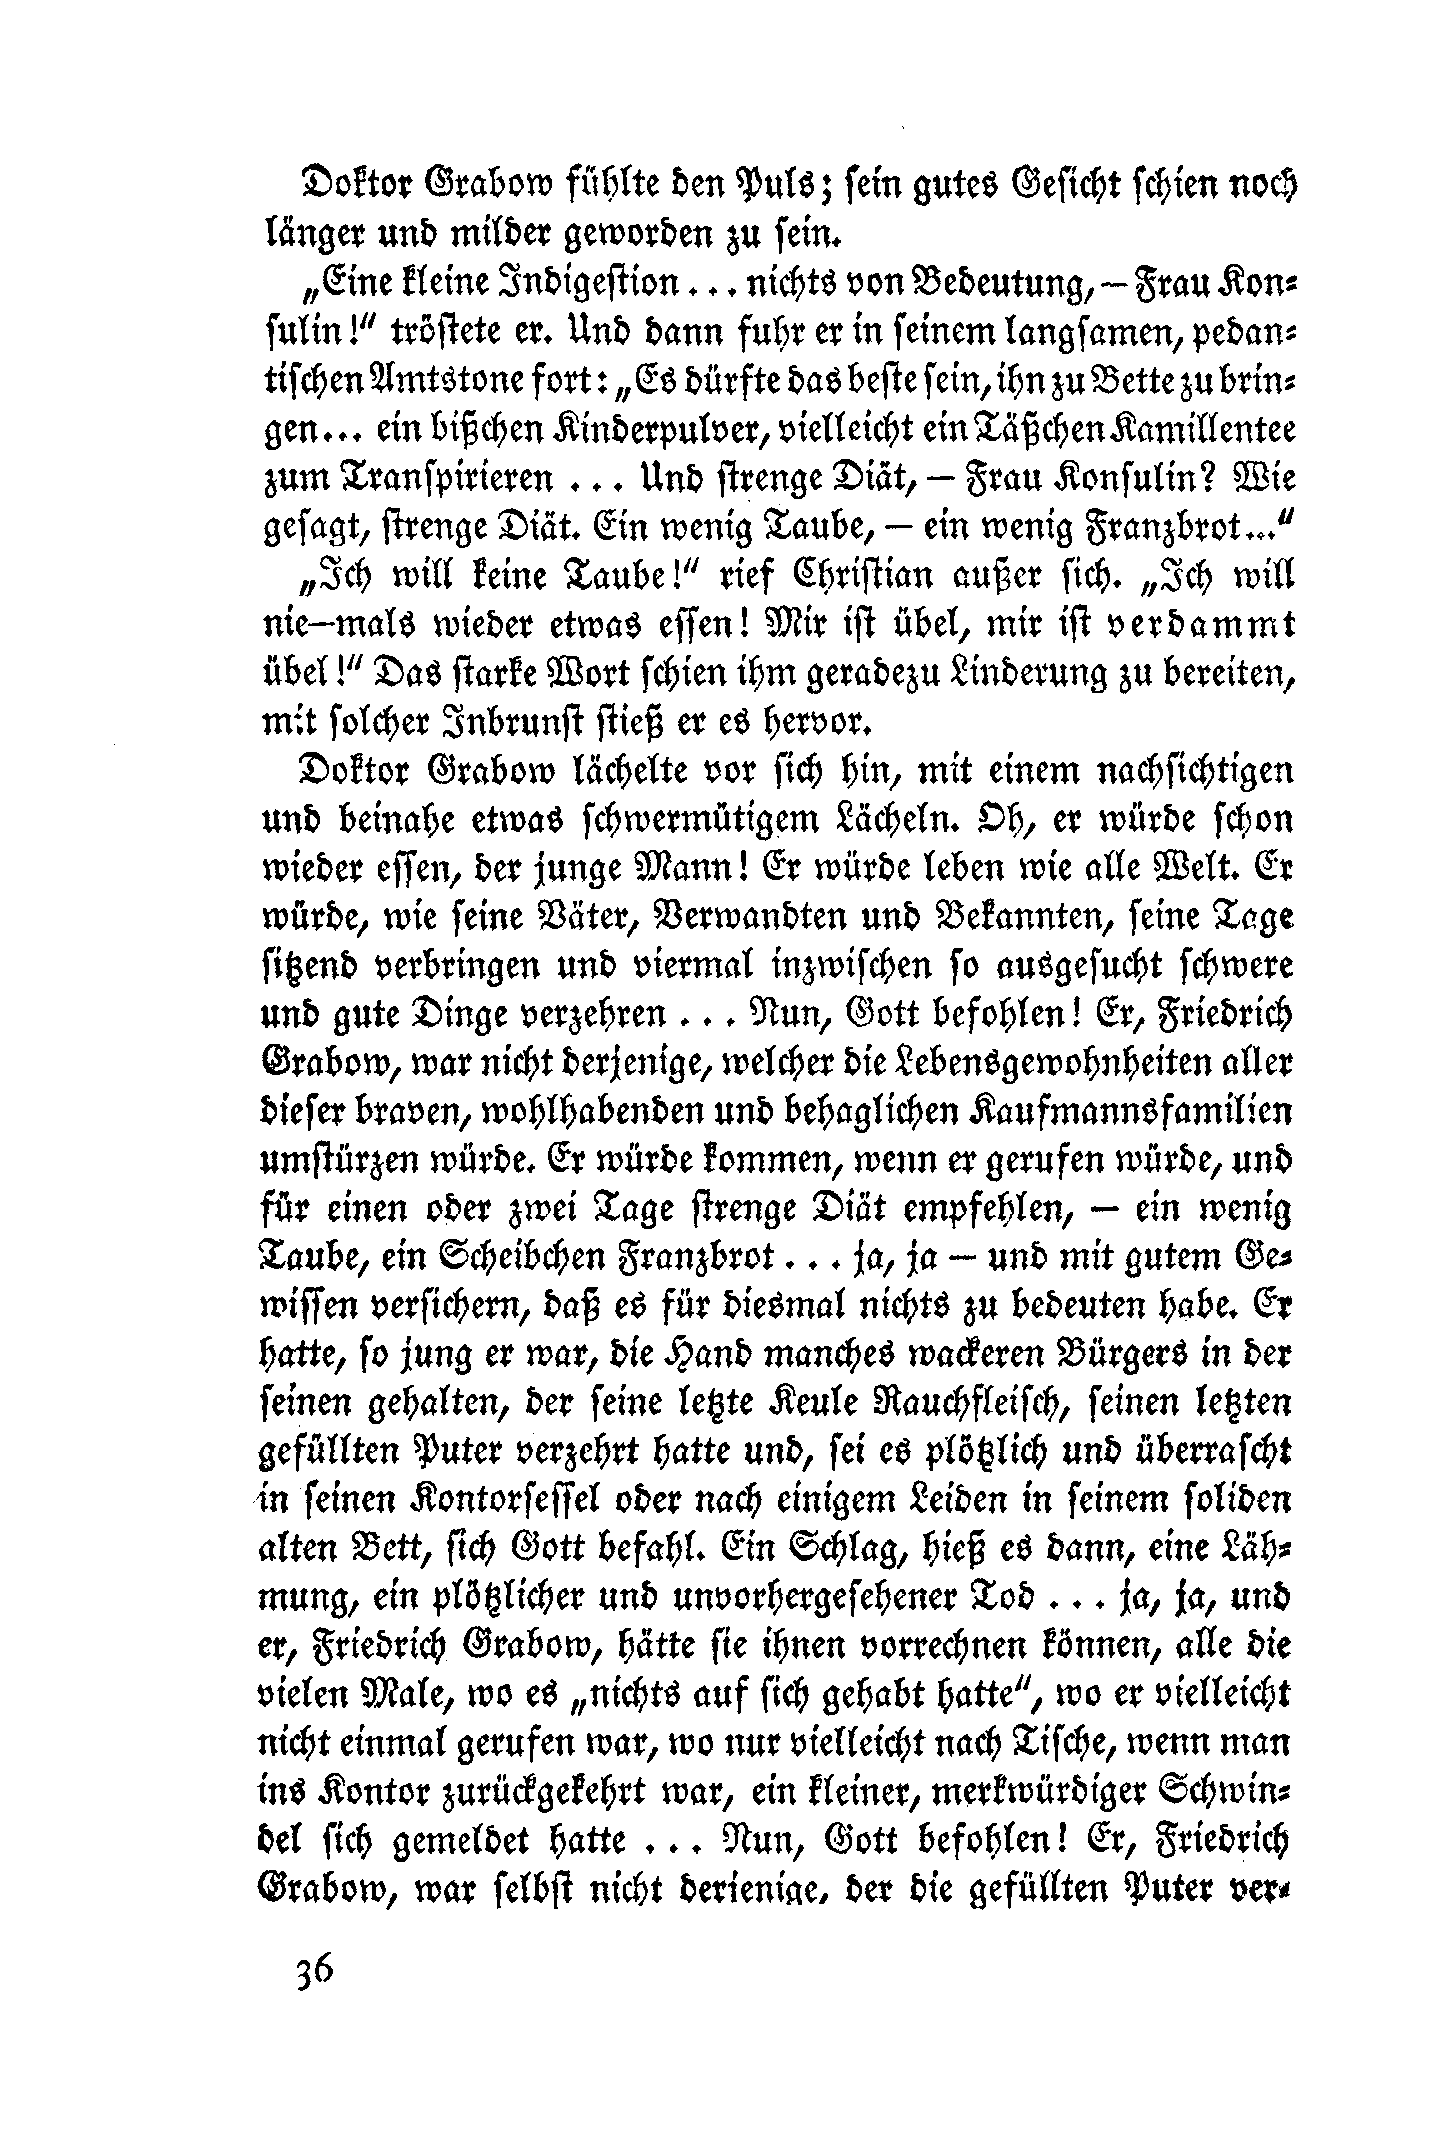 Doktor Grabow fühlte den Puls; sein gutes Gesicht schien noch
länger und milder geworden zu sein.
„Eine kleine Indigestion . . . nichts von Bedeutung, — Frau Kon-
sulin!“ tröstete er. Und dann fuhr er in seinem langsamen, pedan-
tischen Amtstone fort: „Es dürfte das beste sein, ihn zu Bette zu brin-
gen... ein bißchen Kinderpulver, vielleicht ein Täßchen Kamillentee
zum Transpirieren . . . Und strenge Diät, — Frau Konsulin? Wie
gesagt, strenge Diät. Ein wenig Taube, — ein wenig Franzbrot...“
„Ich will keine Taube!“ rief Christian außer sich. „Ich will
nie—mals wieder etwas essen! Mir ist übel, mir ist verdammt
übel!“ Das starke Wort schien ihm geradezu Linderung zu bereiten,
mit solcher Inbrunst stieß er es hervor.
Doktor Grabow lächelte vor sich hin, mit einem nachsichtigen
und beinahe etwas schwermütigem Lächeln. Oh, er würde schon
wieder essen, der junge Mann! Er würde leben wie alle Welt. Er
würde, wie seine Väter, Verwandten und Bekannten, seine Tage
sitzend verbringen und viermal inzwischen so ausgesucht schwere
und gute Dinge verzehren . . . Nun, Gott befohlen! Er, Friedrich
Grabow, war nicht derjenige, welcher die Lebensgewohnheiten aller
dieser braven, wohlhabenden und behaglichen Kaufmannsfamilien
umstürzen würde. Er würde kommen, wenn er gerufen würde, und
für einen oder zwei Tage strenge Diät empfehlen, — ein wenig
Taube, ein Scheibchen Franzbrot . . . ja, ja — und mit gutem Ge-
wissen versichern, daß es für diesmal nichts zu bedeuten habe. Er
hatte, so jung er war, die Hand manches wackeren Bürgers in der
seinen gehalten, der seine letzte Keule Rauchfleisch, seinen letzten
gefüllten Puter verzehrt hatte und, sei es plötzlich und überrascht
in seinen Kontorsessel oder nach einigem Leiden in seinem soliden
alten Bett, sich Gott befahl. Ein Schlag, hieß es dann, eine Läh-
mung, ein plötzlicher und unvorhergesehener Tod . . . ja, ja, und
er, Friedrich Grabow, hätte sie ihnen vorrechnen können, alle die
vielen Male, wo es „nichts auf sich gehabt hatte“, wo er vielleicht
nicht einmal gerufen war, wo nur vielleicht nach Tische, wenn man
ins Kontor zurückgekehrt war, ein kleiner, merkwürdiger Schwin-
del sich gemeldet hatte . . . Nun, Gott befohlen! Er, Friedrich
Grabow, war selbst nicht derjenige, der die gefüllten Puter ver-
36